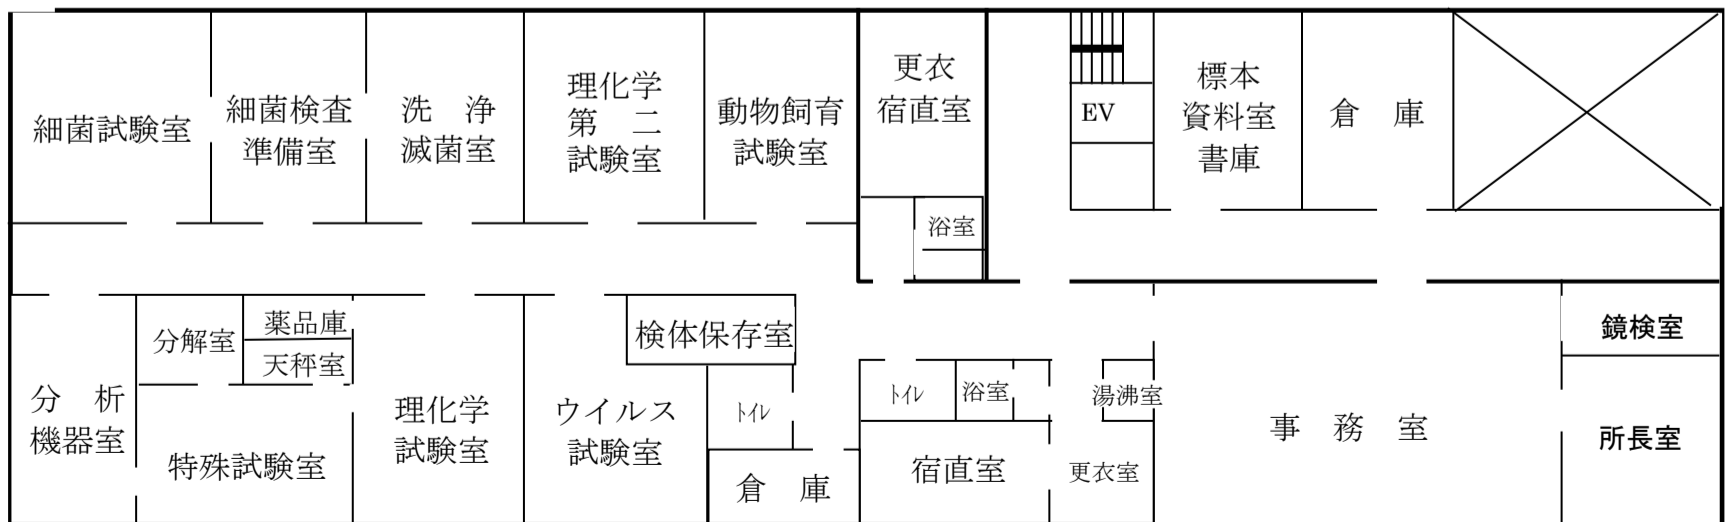 細菌試験室
細菌検査
準備室
洗　浄
滅菌室
理化学
第　二
試験室
動物飼育
試験室
更衣
宿直室
浴室
EV
標本
資料室
書庫
倉　庫
分　析
機器室
分解室
薬品庫
天秤室
特殊試験室
理化学
試験室
ウイルス
試験室
検体保存室
ﾄｲﾚ
倉　庫
ﾄｲﾚ
浴室
宿直室
湯沸室
更衣室
事　務　室
鏡検室
所長室